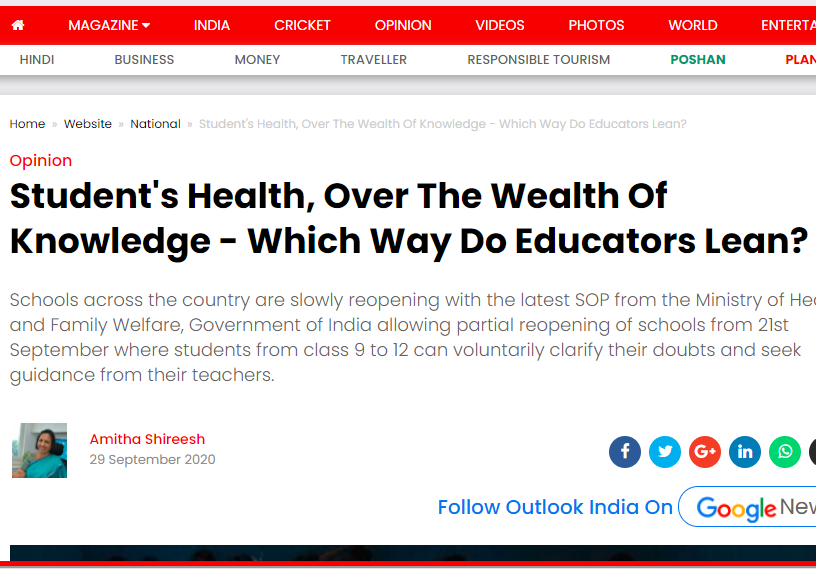 MAGAZINE INDIA CRICKET OPINION VIDEOS PHOTOS WORLD ENTERTA
HINDI BUSINESS MONEY TRAVELLER RESPONSIBLE TOURISM POSHAN PLAN
Home » Website » National » Student's Health, Over The Wealth Of Knowledge - Which Way Do Educators Lean?
Opinion
Student's Health, Over The Wealth Of
Knowledge - Which Way Do Educators Lean?
Schools across the country are slowly reopening with the latest SOP from the Ministry of Hea
and Family Welfare, Government of India allowing partial reopening of schools from 21st
September where students from class 9 to 12 can voluntarily clarify their doubts and seek
guidance from their teachers.
Amitha Shireesh
29 September 2020
f G+ in
Follow Outlook India On Google New